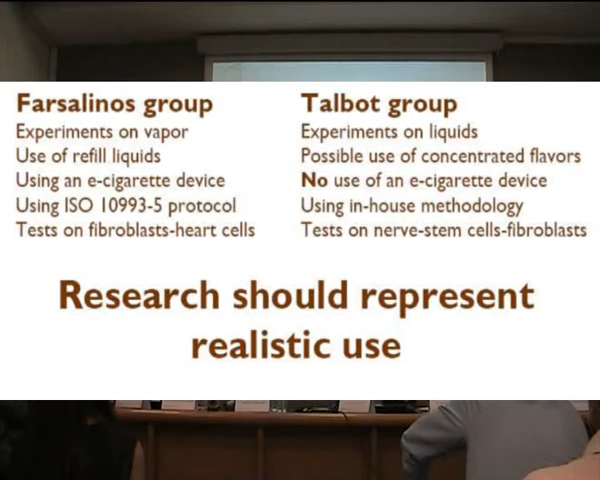 Farsalinos group
Experiments on vapor
Use of refill liquids
Using an e-cigarette device
Using ISO 10993-5 protocol
Tests on fibroblasts-heart cells
Talbot group
Experiments on liquids
Possible use of concentrated flavors
No use of an e-cigarette device
Using in-house methodology
Tests on nerve-stem cells-fibroblasts
Research should represent
realistic use